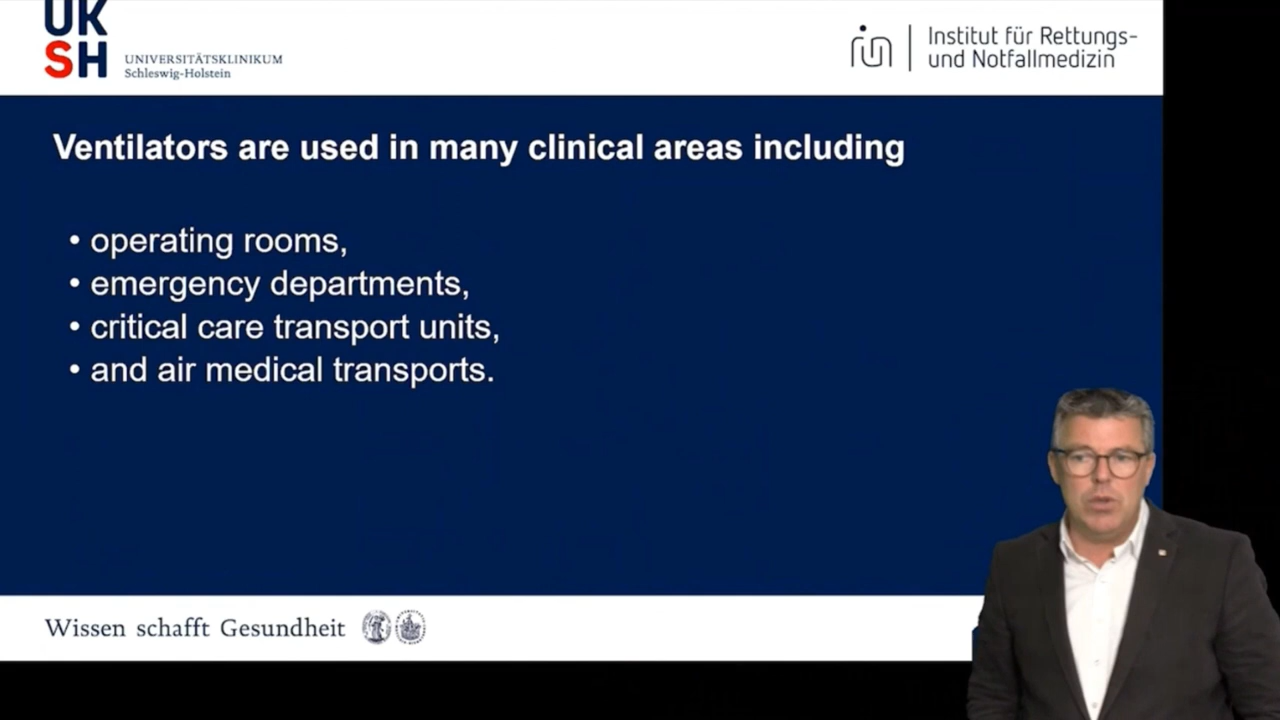 UK
SH
UNIVERSITÄTSKLINIKUM
Schleswig-Holstein
Institut für Rettungs-
und Notfallmedizin
Ventilators are used in many clinical areas including
• operating rooms,
• emergency departments,
• critical care transport units,
• and air medical transports.
Wissen schafft Gesundheit